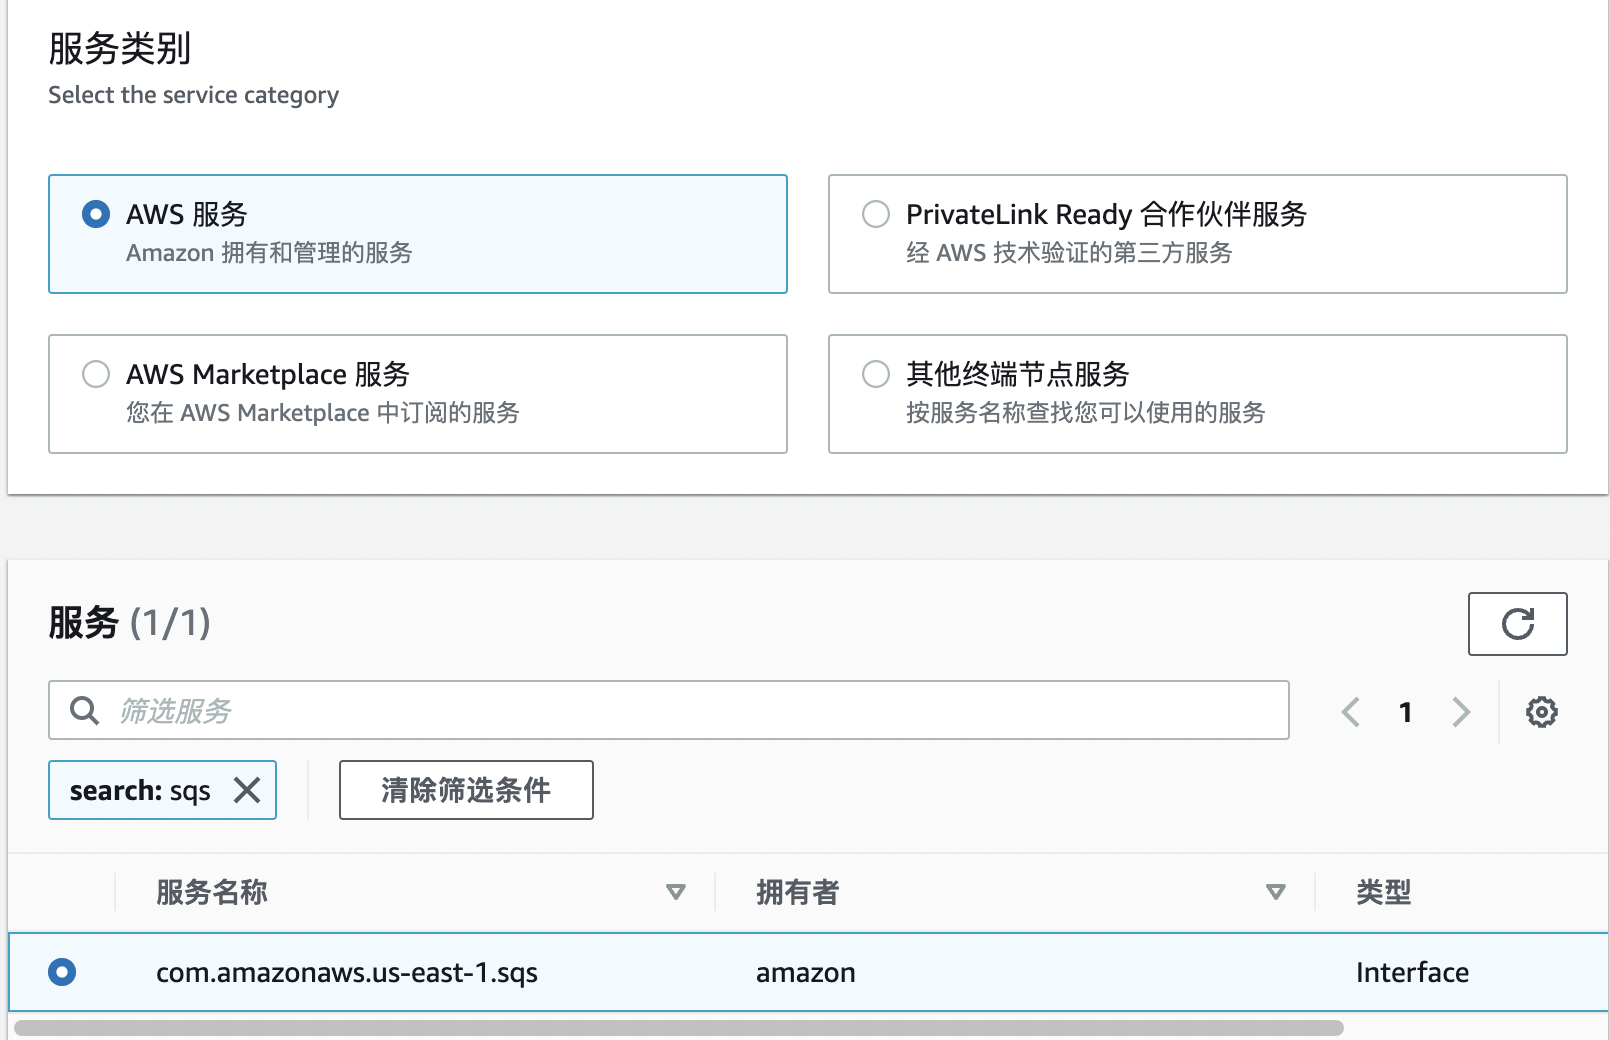 服务类别
Select the service category
AWS 服务
Amazon 拥有和管理的服务
PrivateLink Ready 合作伙伴服务
经 AWS 技术验证的第三方服务
AWS Marketplace 服务
您在 AWS Marketplace 中订阅的服务
其他终端节点服务
按服务名称查找您可以使用的服务
服务 (1/1)
筛选服务
1
search: sqs
清除筛选条件
服务名称 拥有者 类型
com.amazonaws.us-east-1.sqs amazon Interface